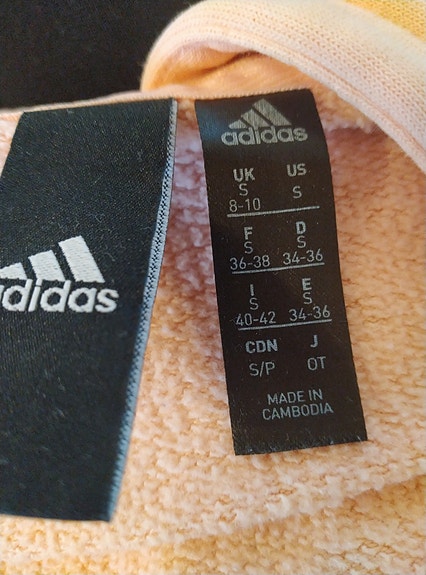 adidas
adidas
UK US
S S
8-10
F D
S S
36-38 34-36
I E
S S
40-42 34-36
CDN J
S/P OT
MADE IN
CAMBODIA